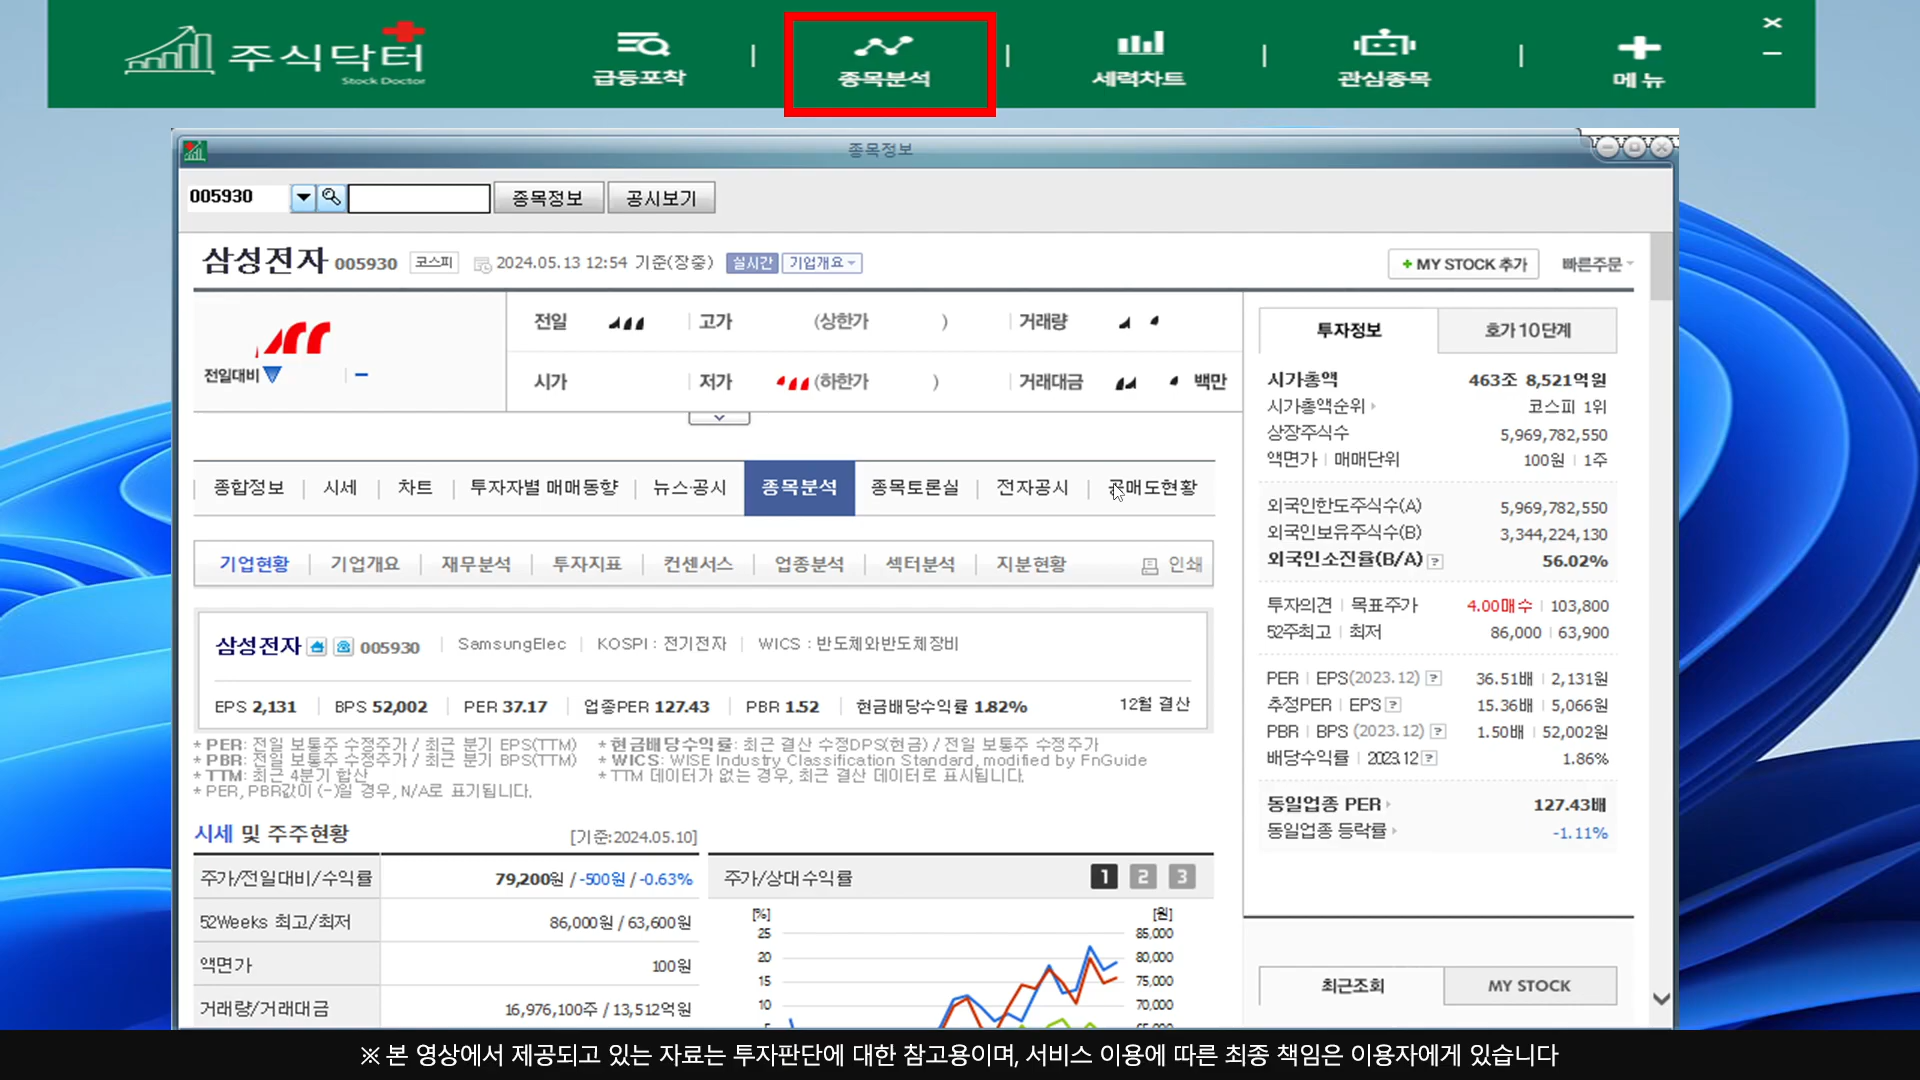 주식닥터
Stock Doctor
급등포착
종목분석
세력차트
관심종목
메뉴
종목정보
005930
종목정보
공시보기
삼성전자 005930 코스피 2024.05.13 12:54 기준(장중) 실시간 기업개요
+ MY STOCK 추가
빠른주문
전일대비
전일
고가
(상한가 )
거래량
시가
저가
(하한가 )
거래대금
백만
종합정보
시세
차트
투자자별 매매동향
뉴스·공시
종목분석
종목토론실
전자공시
공매도현황
기업현황
기업개요
재무분석
투자지표
컨센서스
업종분석
섹터분석
지분현황
인쇄
삼성전자 005930 SamsungElec KOSPI : 전기전자 WICS : 반도체와반도체장비
EPS 2,131 BPS 52,002 PER 37.17 업종PER 127.43 PBR 1.52 현금배당수익률 1.82% 12월 결산
* PER: 전일 보통주 수정주가 / 최근 분기 EPS(TTM)
* PBR: 전일 보통주 수정주가 / 최근 분기 BPS(TTM)
* TTM: 최근 4분기 합산
* PER, PBR값이 (-)일 경우, N/A로 표기됩니다.
* 현금배당수익률: 최근 결산 수정DPS(현금) / 전일 보통주 수정주가
* WICS: WISE Industry Classification Standard, modified by FnGuide
* TTM 데이터가 없는 경우, 최근 결산 데이터로 표시됩니다.
시세 및 주주현황
[기준:2024.05.10]
주가/전일대비/수익률 79,200원 / -500원 / -0.63%
52Weeks 최고/최저 86,000원 / 63,600원
액면가 100원
거래량/거래대금 16,976,100주 / 13,512억원
주가/상대수익률
1 2 3
[%] [원]
25 85,000
20 80,000
15 75,000
10 70,000
5 65,000
투자정보
호가 10단계
시가총액 463조 8,521억원
시가총액순위 코스피 1위
상장주식수 5,969,782,550
액면가 매매단위 100원 1주
외국인한도주식수(A) 5,969,782,550
외국인보유주식수(B) 3,344,224,130
외국인소진율(B/A) ? 56.02%
투자의견 목표주가 4.00매수 103,800
52주최고 최저 86,000 63,900
PER EPS(2023.12) ? 36.51배 2,131원
추정PER EPS ? 15.36배 5,066원
PBR BPS (2023.12) ? 1.50배 52,002원
배당수익률 2023.12 ? 1.86%
동일업종 PER 127.43배
동일업종 등락률 -1.11%
최근조회
MY STOCK
※ 본 영상에서 제공되고 있는 자료는 투자판단에 대한 참고용이며, 서비스 이용에 따른 최종 책임은 이용자에게 있습니다